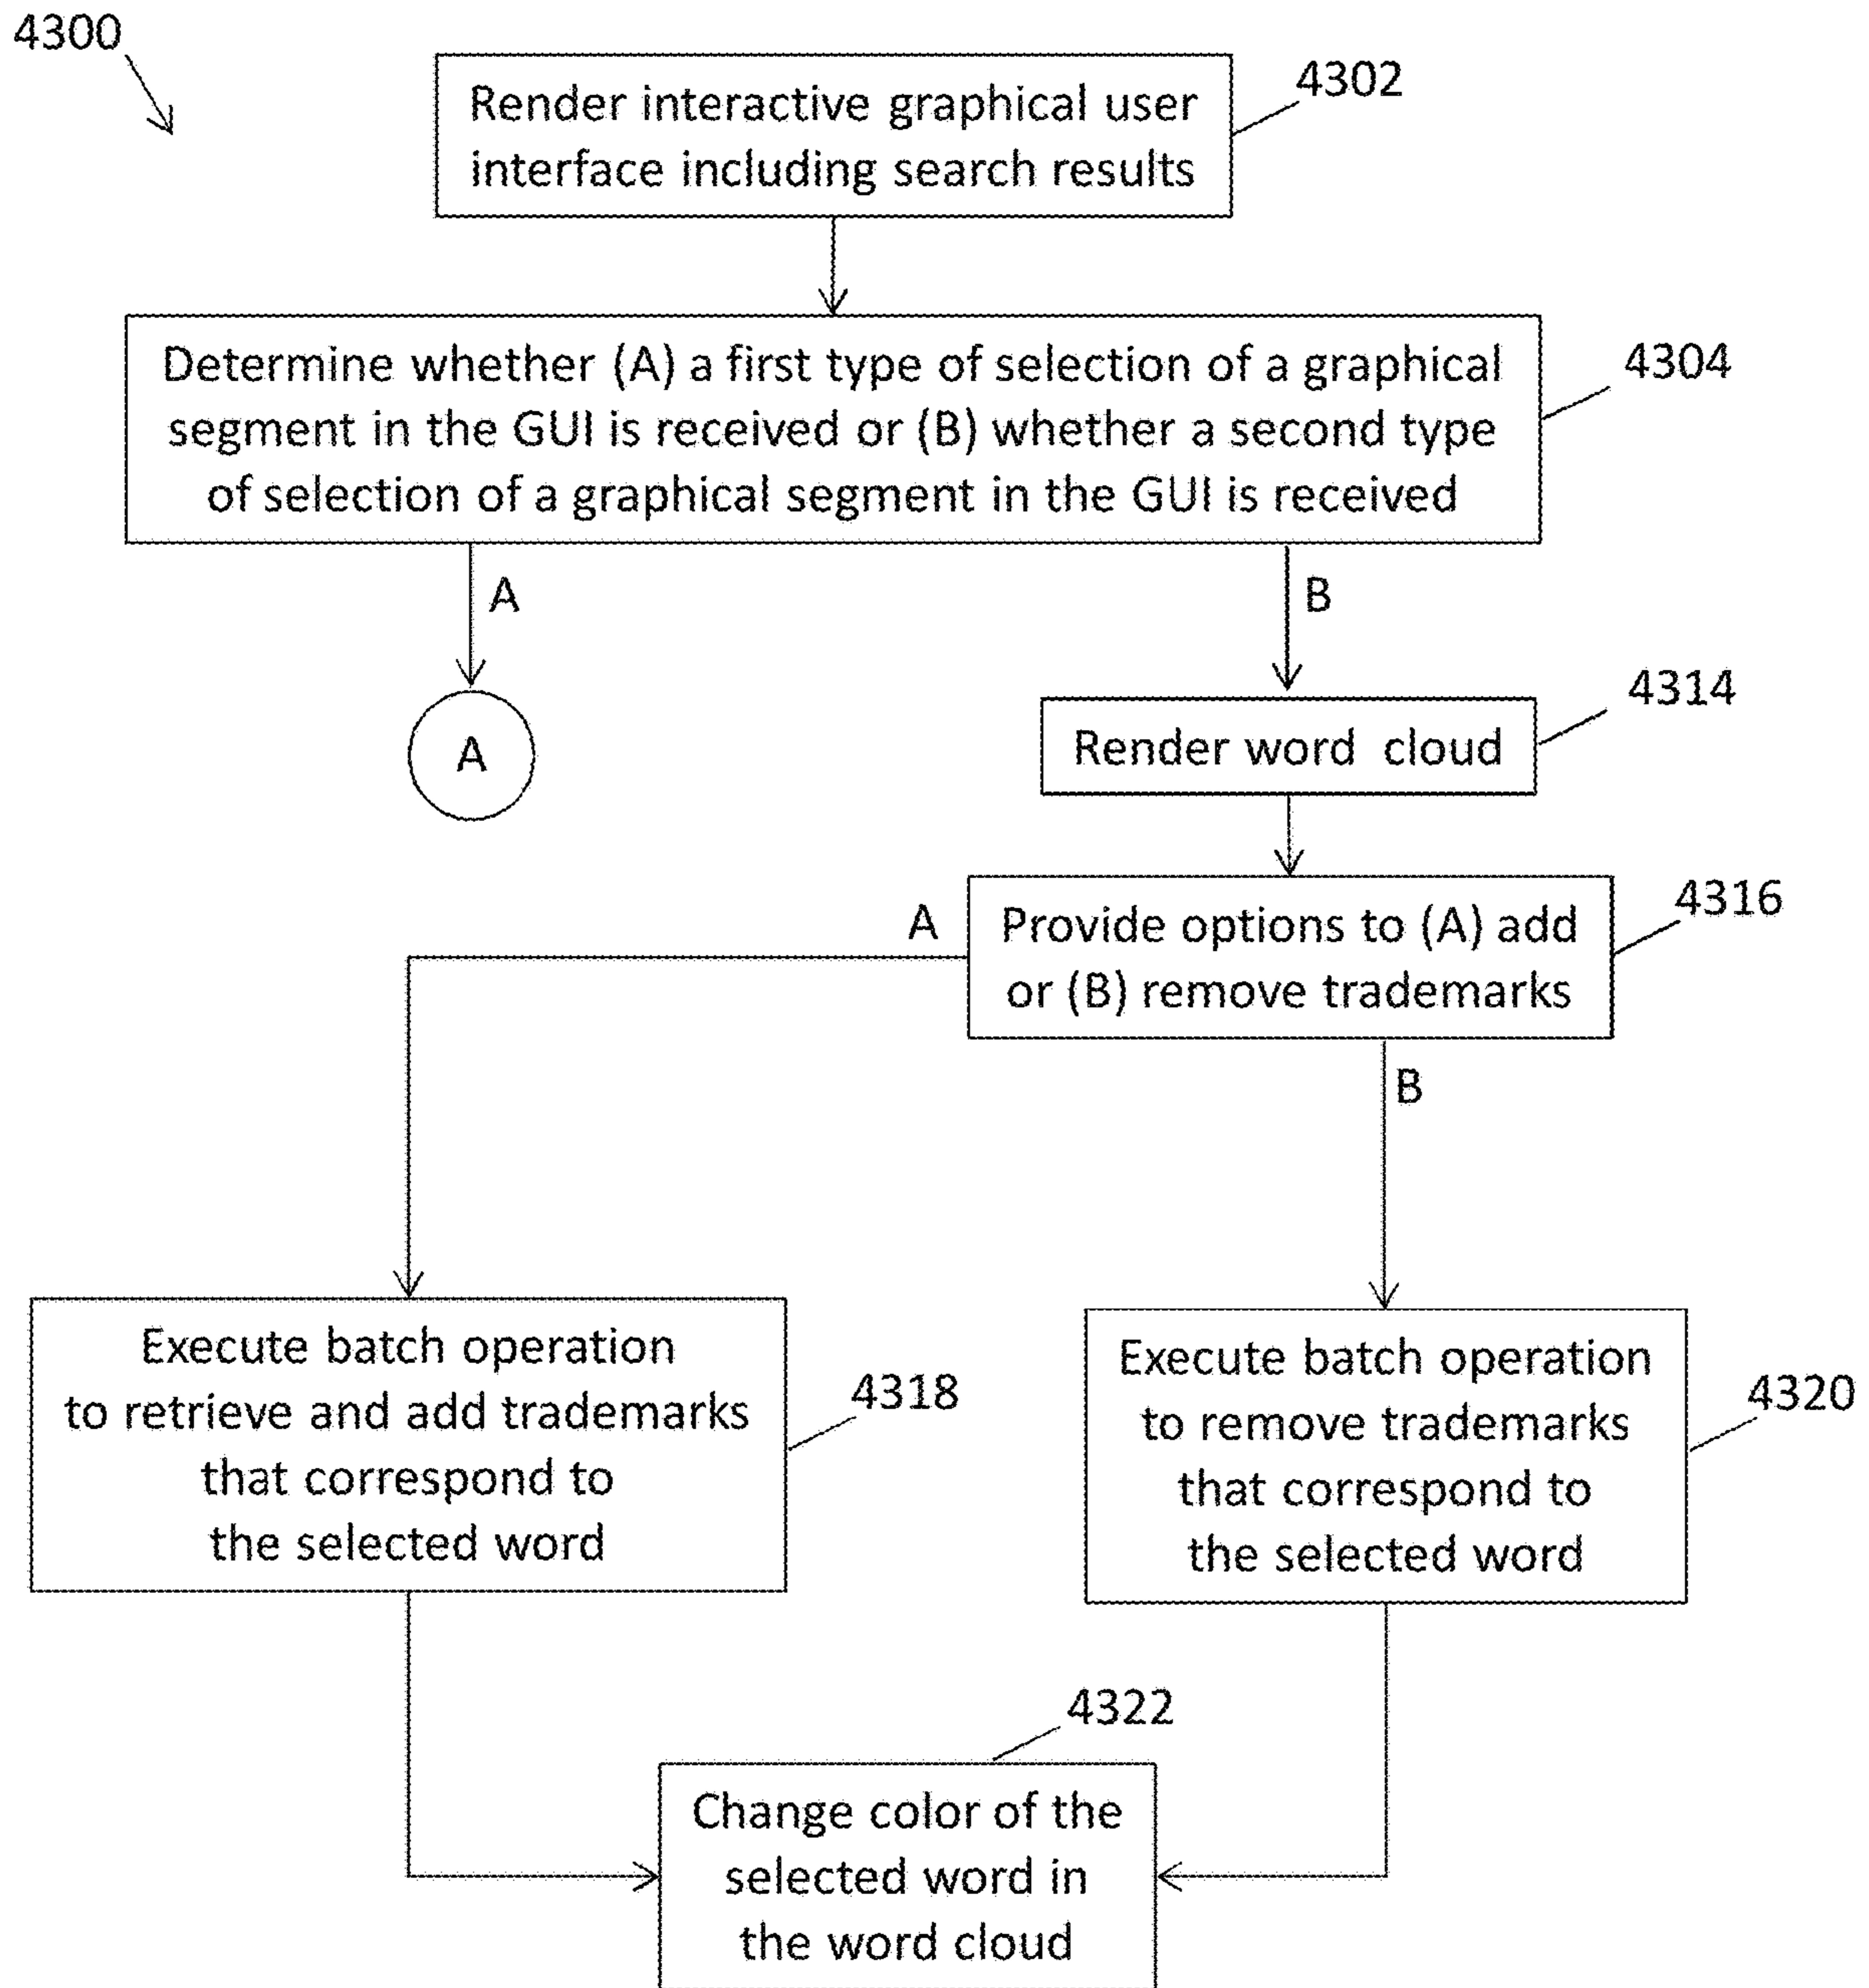 4300
Render interactive graphical user
interface including search results
4302
Determine whether (A) a first type of selection of a graphical
segment in the GUI is received or (B) whether a second type
of selection of a graphical segment in the GUI is received
4304
A
B
A
Render word cloud
4314
Provide options to (A) add
or (B) remove trademarks
4316
A
B
Execute batch operation
to retrieve and add trademarks
that correspond to
the selected word
4318
Execute batch operation
to remove trademarks
that correspond to
the selected word
4320
4322
Change color of the
selected word in
the word cloud